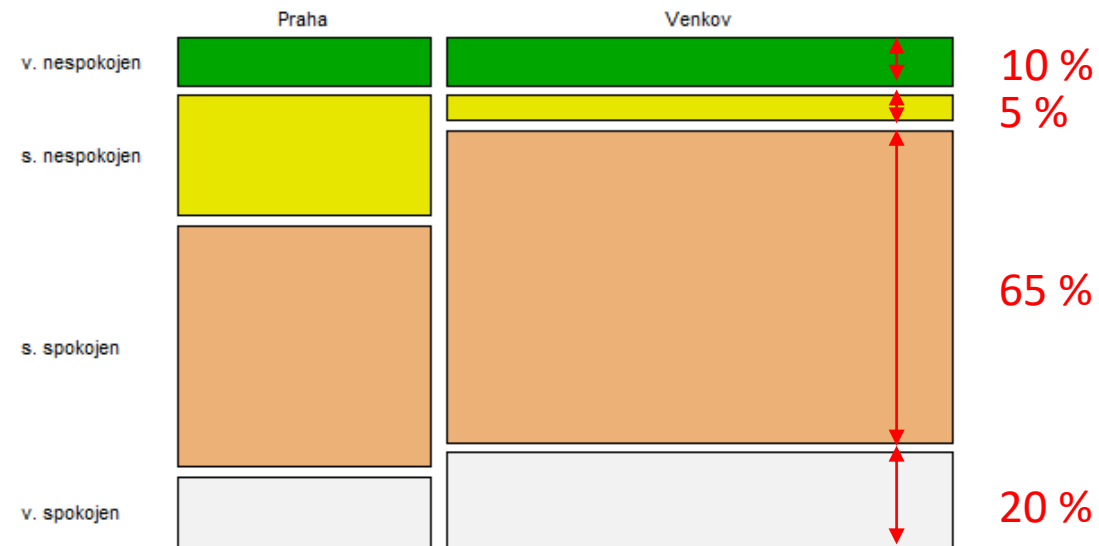 Praha Venkov
v. nespokojen 10 %
5 %
s. nespokojen
65 %
s. spokojen
v. spokojen 20 %